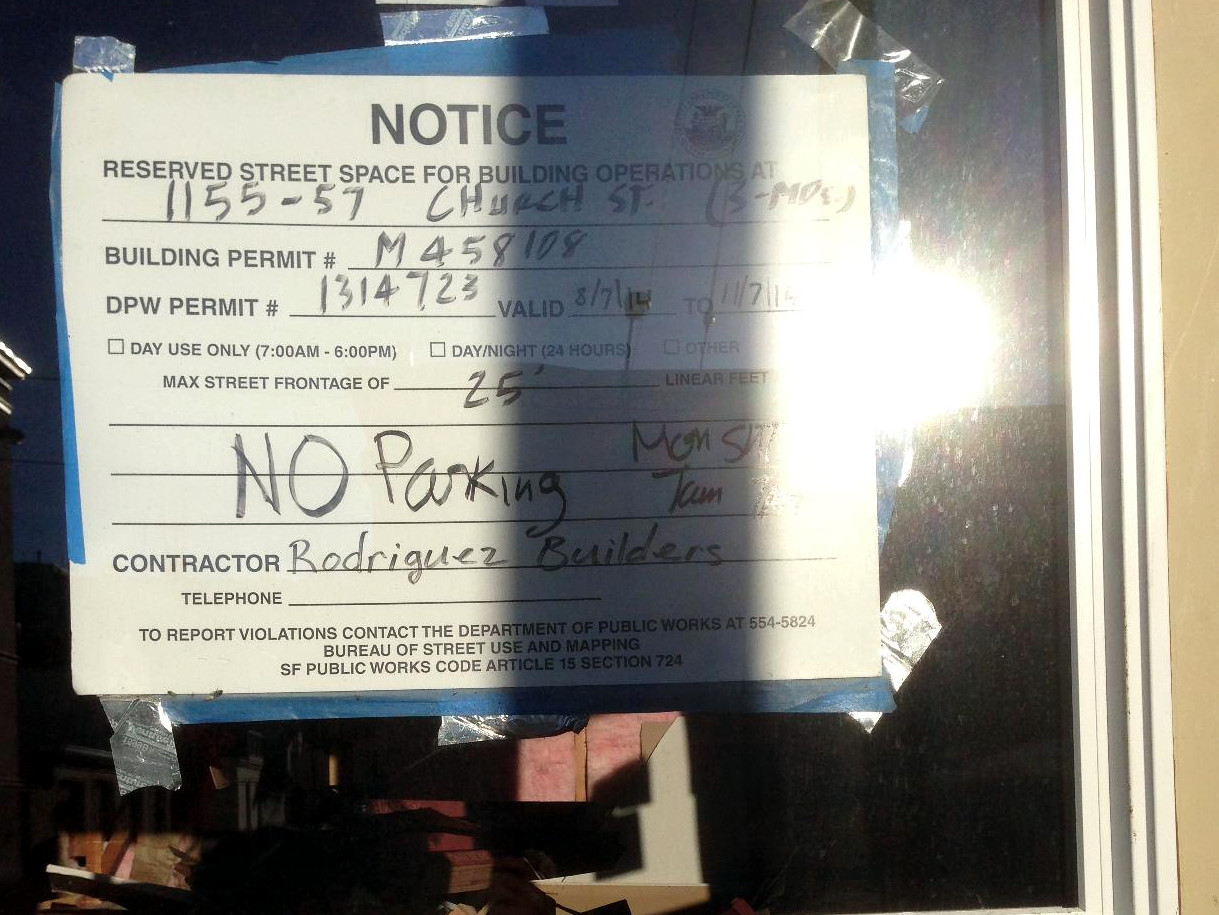 NOTICE
RESERVED STREET SPACE FOR BUILDING OPERATIONS AT
1155-57 CHURCH ST. (3-MOS.)
BUILDING PERMIT # M458108
DPW PERMIT # 1314723 VALID 8/7/14 TO 11/7/14
☐ DAY USE ONLY (7:00AM - 6:00PM) ☐ DAY/NIGHT (24 HOURS) ☐ OTHER
MAX STREET FRONTAGE OF 25' LINEAR FEET
Mon
NO Parking 7am
CONTRACTOR Rodriguez Builders
TELEPHONE
TO REPORT VIOLATIONS CONTACT THE DEPARTMENT OF PUBLIC WORKS AT 554-5824
BUREAU OF STREET USE AND MAPPING
SF PUBLIC WORKS CODE ARTICLE 15 SECTION 724